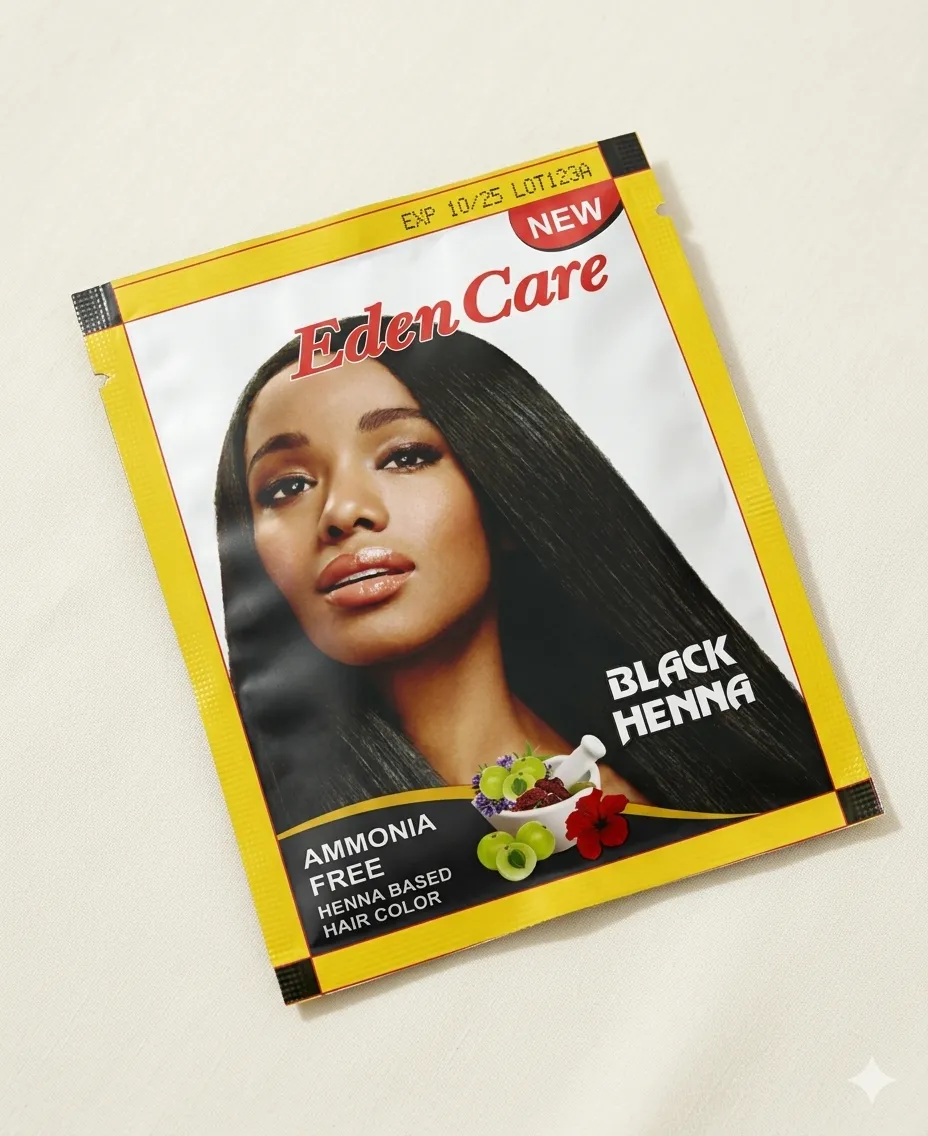 EXP 10/25 LOT123A
NEW
Eden Care
BLACK
HENNA
AMMONIA
FREE
HENNA BASED
HAIR COLOR